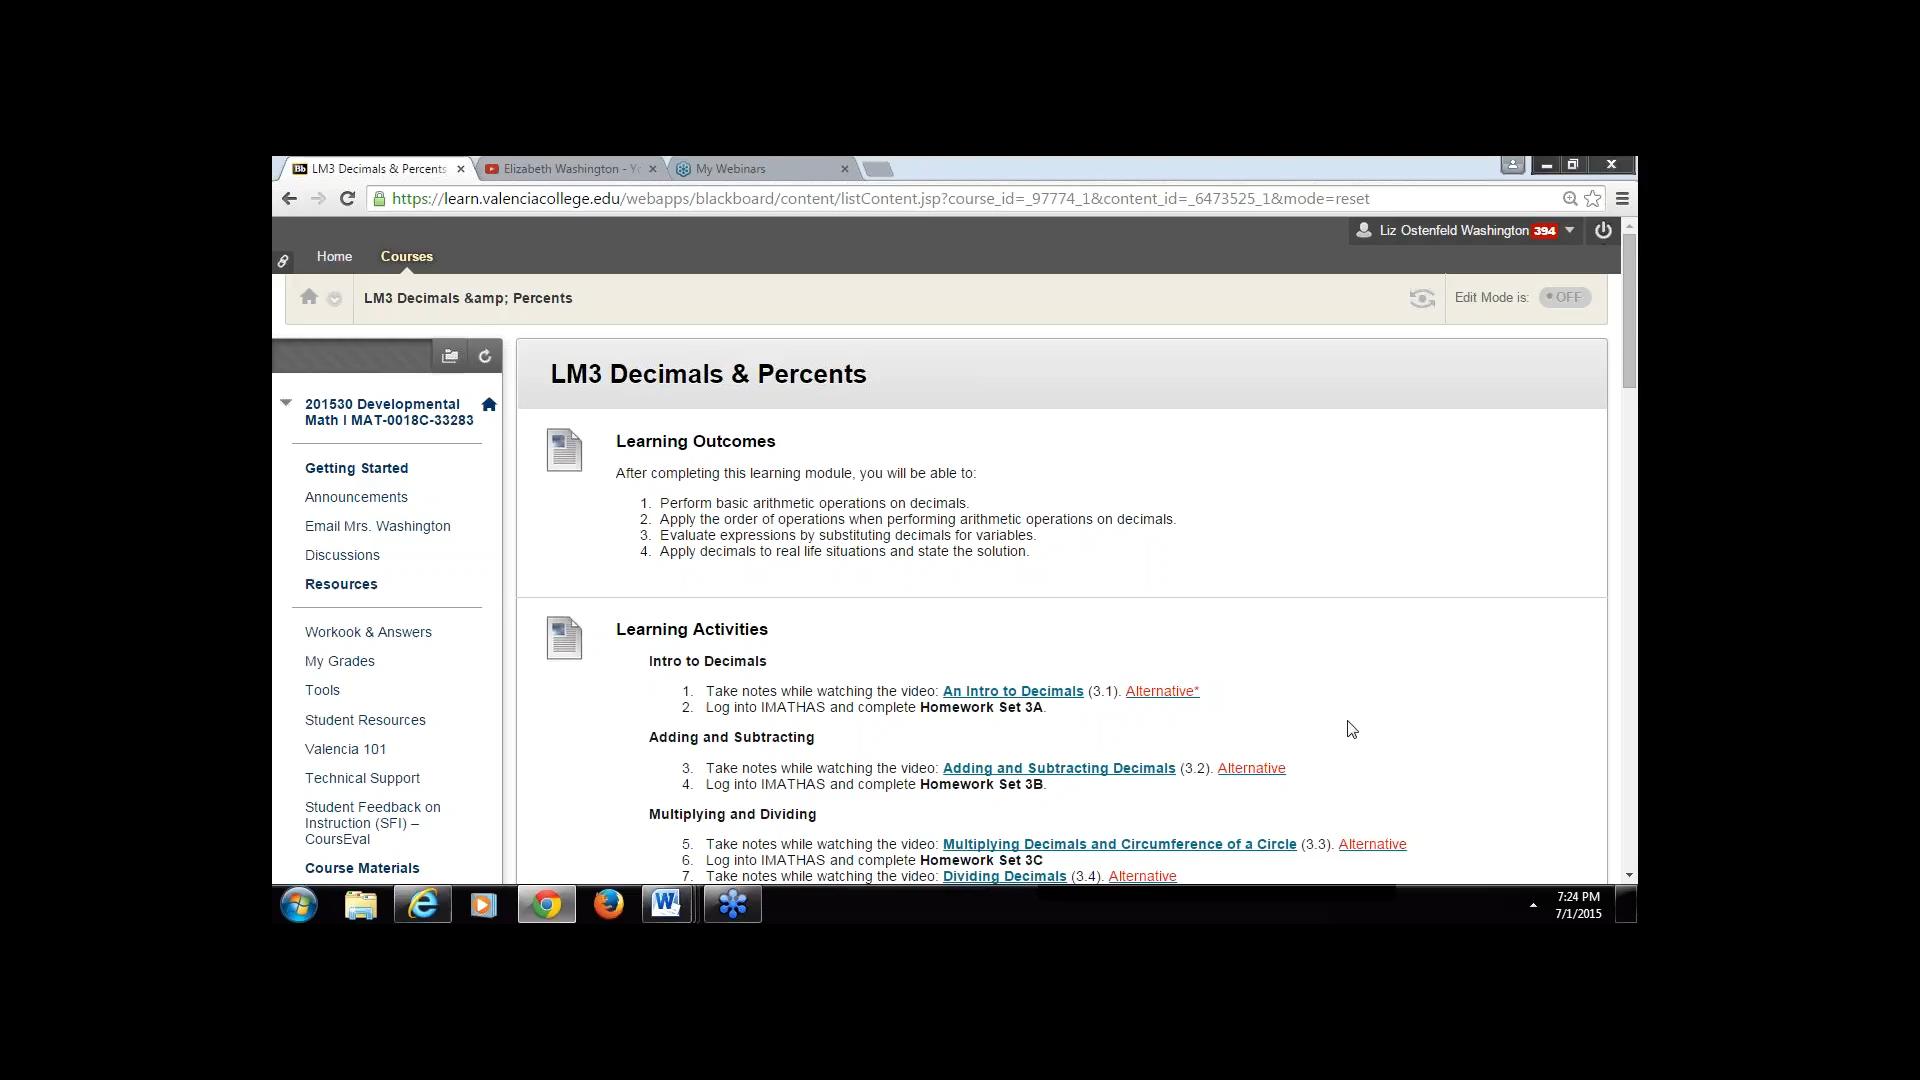 LM3 Decimals & Percents
Elizabeth Washington - Yo
My Webinars
https://learn.valenciacollege.edu/webapps/blackboard/content/listContent.jsp?course_id=_97774_1&content_id=_6473525_1&mode=reset
Liz Ostenfeld Washington 394
Home Courses
LM3 Decimals &amp; Percents
Edit Mode is: OFF
201530 Developmental
Math I MAT-0018C-33283
Getting Started
Announcements
Email Mrs. Washington
Discussions
Resources
Workook & Answers
My Grades
Tools
Student Resources
Valencia 101
Technical Support
Student Feedback on
Instruction (SFI) –
CoursEval
Course Materials
LM3 Decimals & Percents
Learning Outcomes
After completing this learning module, you will be able to:
1. Perform basic arithmetic operations on decimals.
2. Apply the order of operations when performing arithmetic operations on decimals.
3. Evaluate expressions by substituting decimals for variables.
4. Apply decimals to real life situations and state the solution.
Learning Activities
Intro to Decimals
1. Take notes while watching the video: An Intro to Decimals (3.1). Alternative*
2. Log into IMATHAS and complete Homework Set 3A.
Adding and Subtracting
3. Take notes while watching the video: Adding and Subtracting Decimals (3.2). Alternative
4. Log into IMATHAS and complete Homework Set 3B.
Multiplying and Dividing
5. Take notes while watching the video: Multiplying Decimals and Circumference of a Circle (3.3). Alternative
6. Log into IMATHAS and complete Homework Set 3C
7. Take notes while watching the video: Dividing Decimals (3.4). Alternative
7:24 PM
7/1/2015